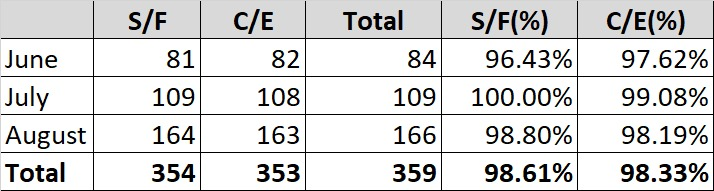 S/F C/E Total S/F(%) C/E(%)
June 81 82 84 96.43% 97.62%
July 109 108 109 100.00% 99.08%
August 164 163 166 98.80% 98.19%
Total 354 353 359 98.61% 98.33%